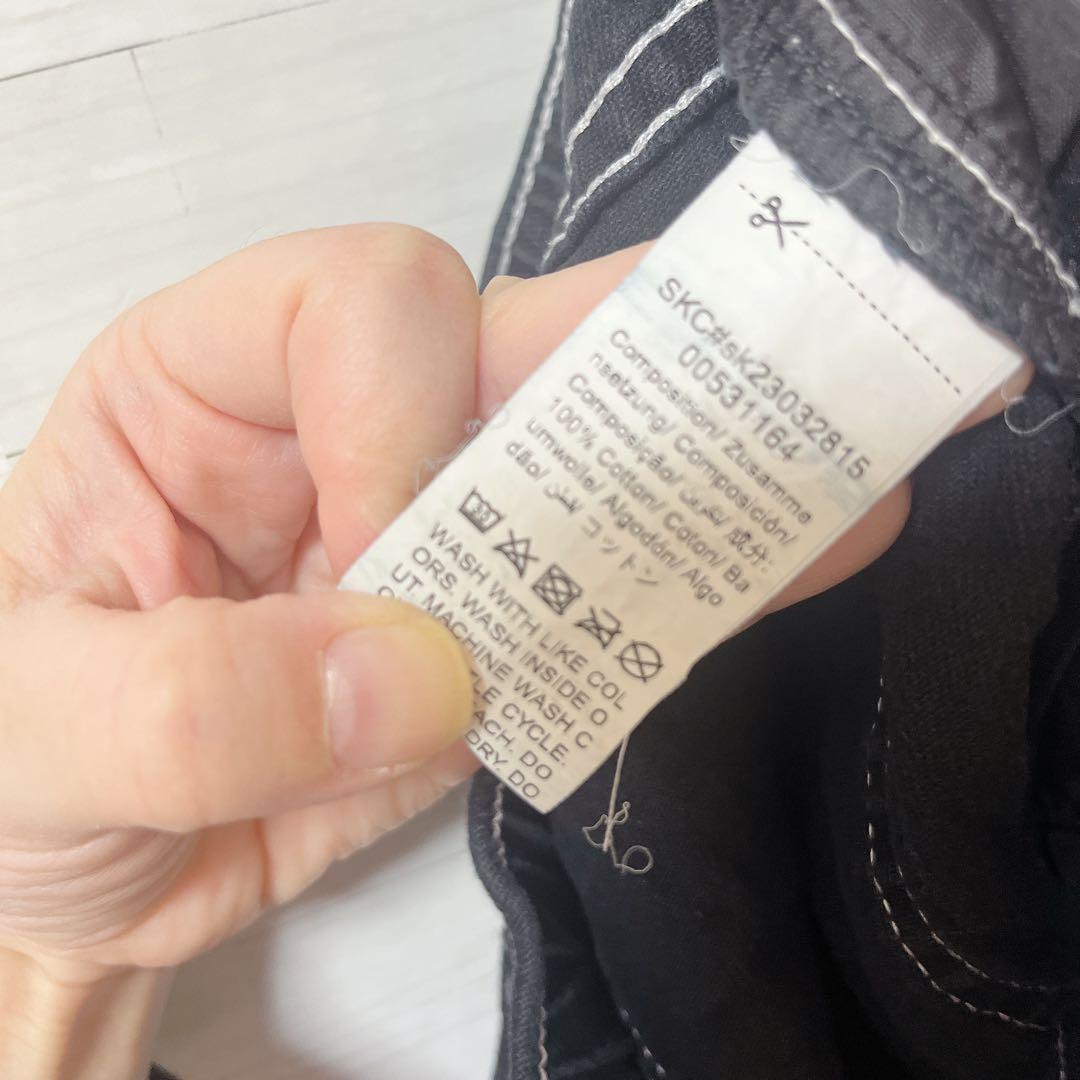 SKC#sk23032815
00531164
Composition/ Zusamme
nsetzung/ Composición/
Composição/ تكوين/ 成分:
100% Cotton/ Coton/ Ba
umwolle/ Algodón/ Algo
dão/ コットン
30
WASH WITH LIKE COL
ORS. WASH INSIDE O
UT. MACHINE WASH C
LE CYCLE.
ACH. DO
DRY. DO